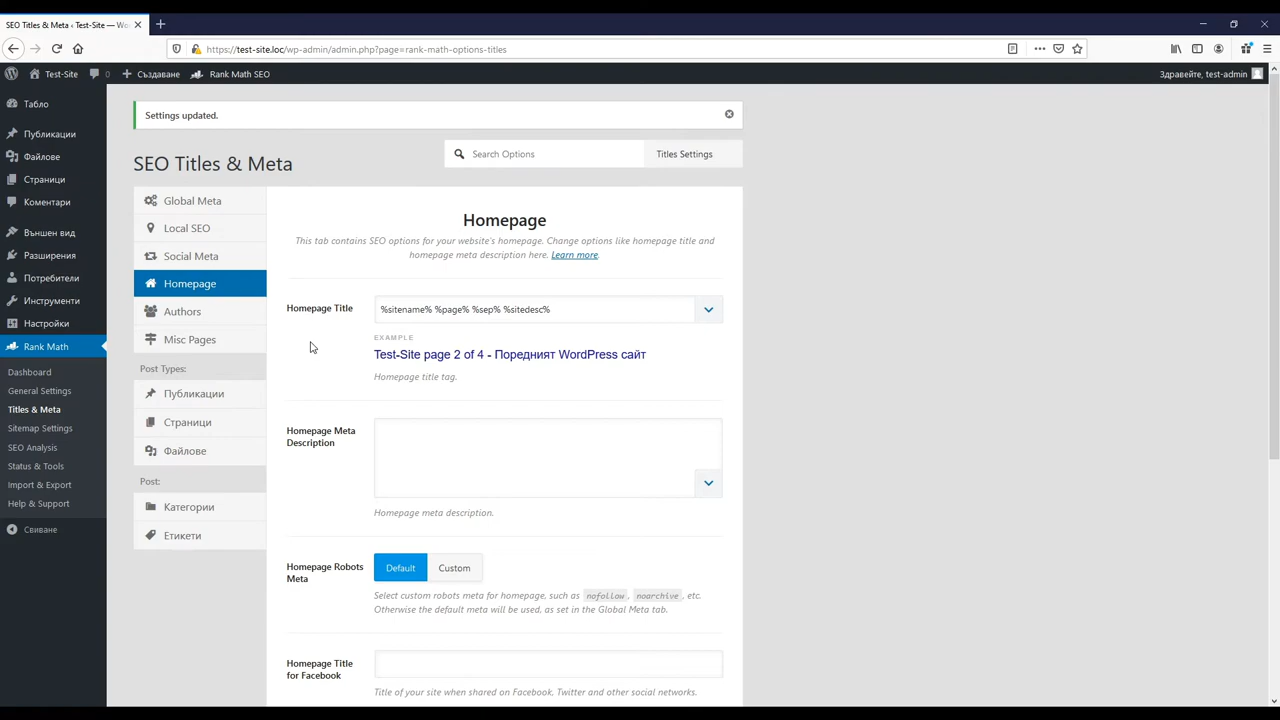 SEO Titles & Meta ‹ Test-Site — Wo
https://test-site.loc/wp-admin/admin.php?page=rank-math-options-titles
Test-Site
0
Създаване
Rank Math SEO
Здравейте, test-admin
Табло
Публикации
Файлове
Страници
Коментари
Външен вид
Разширения
Потребители
Инструменти
Настройки
Rank Math
Dashboard
General Settings
Titles & Meta
Sitemap Settings
SEO Analysis
Status & Tools
Import & Export
Help & Support
Свиване
Settings updated.
SEO Titles & Meta
Search Options
Titles Settings
Global Meta
Local SEO
Social Meta
Homepage
Authors
Misc Pages
Post Types:
Публикации
Страници
Файлове
Post:
Категории
Етикети
Homepage
This tab contains SEO options for your website's homepage. Change options like homepage title and
homepage meta description here. Learn more.
Homepage Title
%sitename% %page% %sep% %sitedesc%
EXAMPLE
Test-Site page 2 of 4 - Поредният WordPress сайт
Homepage title tag.
Homepage Meta
Description
Homepage meta description.
Homepage Robots
Meta
Default
Custom
Select custom robots meta for homepage, such as nofollow, noarchive, etc.
Otherwise the default meta will be used, as set in the Global Meta tab.
Homepage Title
for Facebook
Title of your site when shared on Facebook, Twitter and other social networks.